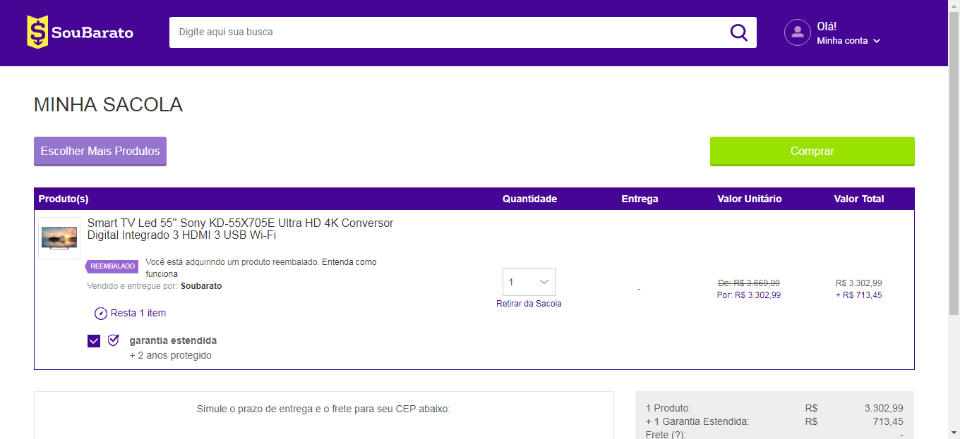 SouBarato
Digite aqui sua busca
Olá!
Minha conta
MINHA SACOLA
Escolher Mais Produtos
Comprar
Produto(s) Quantidade Entrega Valor Unitário Valor Total
Smart TV Led 55" Sony KD-55X705E Ultra HD 4K Conversor
Digital Integrado 3 HDMI 3 USB Wi-Fi
REEMBALADO Você está adquirindo um produto reembalado. Entenda como
funciona
Vendido e entregue por: Soubarato
1
Retirar da Sacola
-
De: R$ 3.669,99
Por: R$ 3.302,99
R$ 3.302,99
+ R$ 713,45
Resta 1 item
garantia estendida
+ 2 anos protegido
Simule o prazo de entrega e o frete para seu CEP abaixo:
1 Produto: R$ 3.302,99
+ 1 Garantia Estendida: R$ 713,45
Frete (?): -